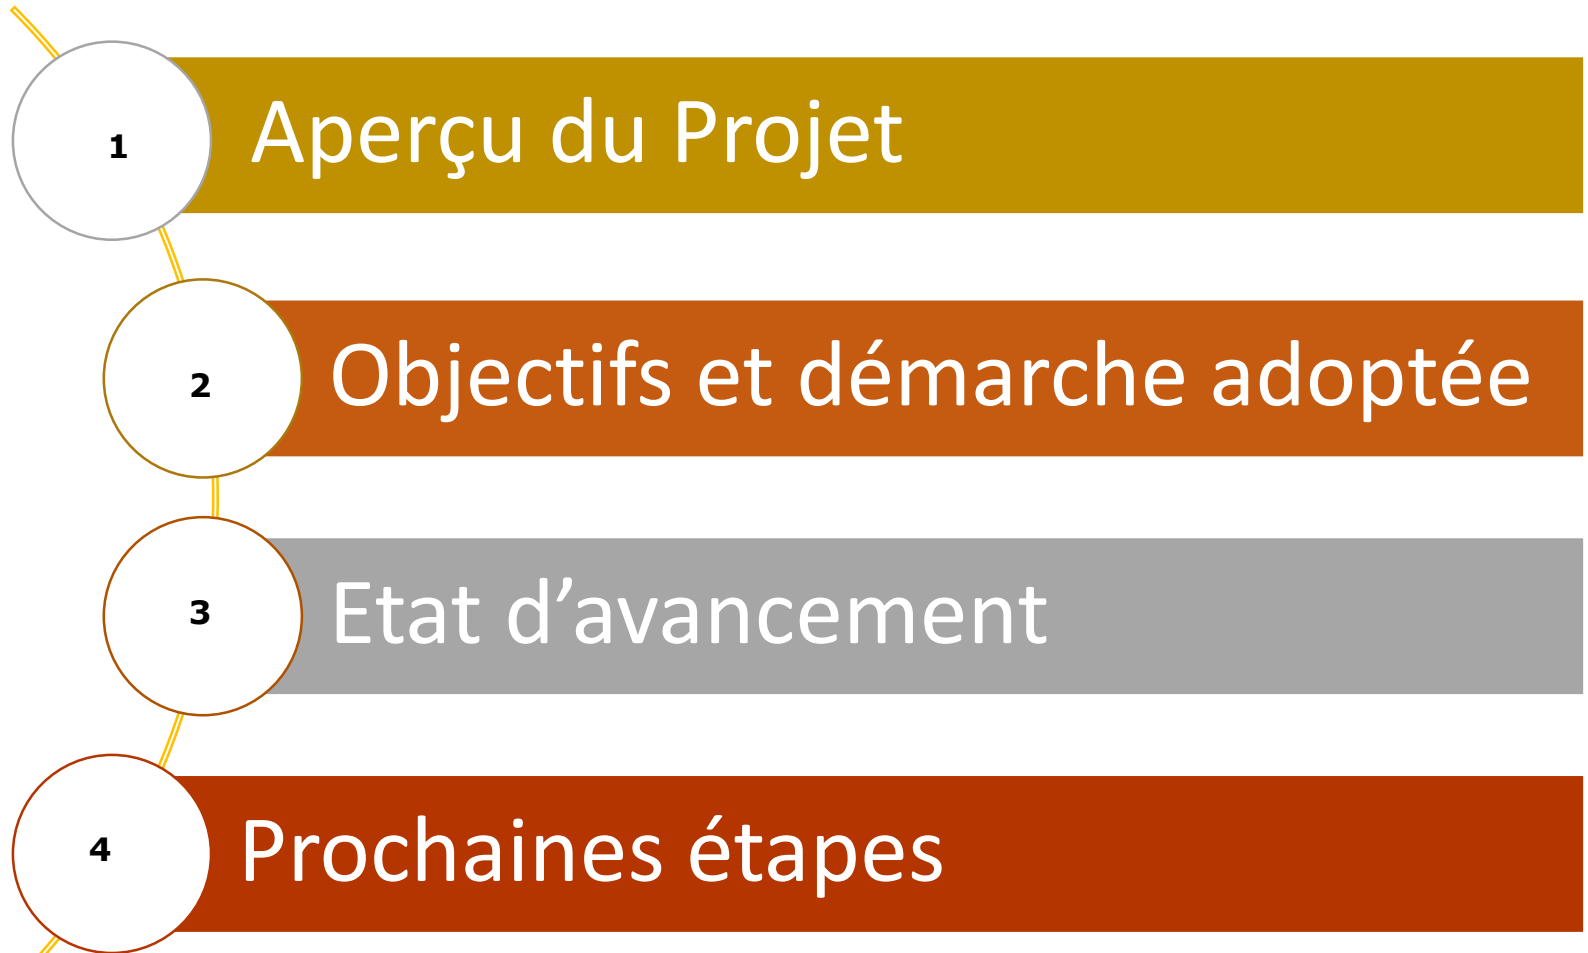 1
Aperçu du Projet
2
Objectifs et démarche adoptée
3
Etat d’avancement
4
Prochaines étapes